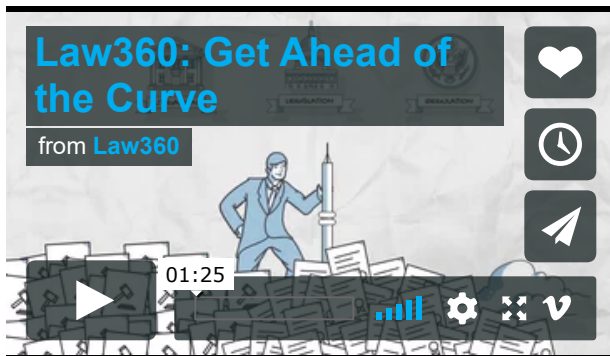 Law360: Get Ahead of
the Curve
LEGISLATION
REGULATION
from Law360
01:25